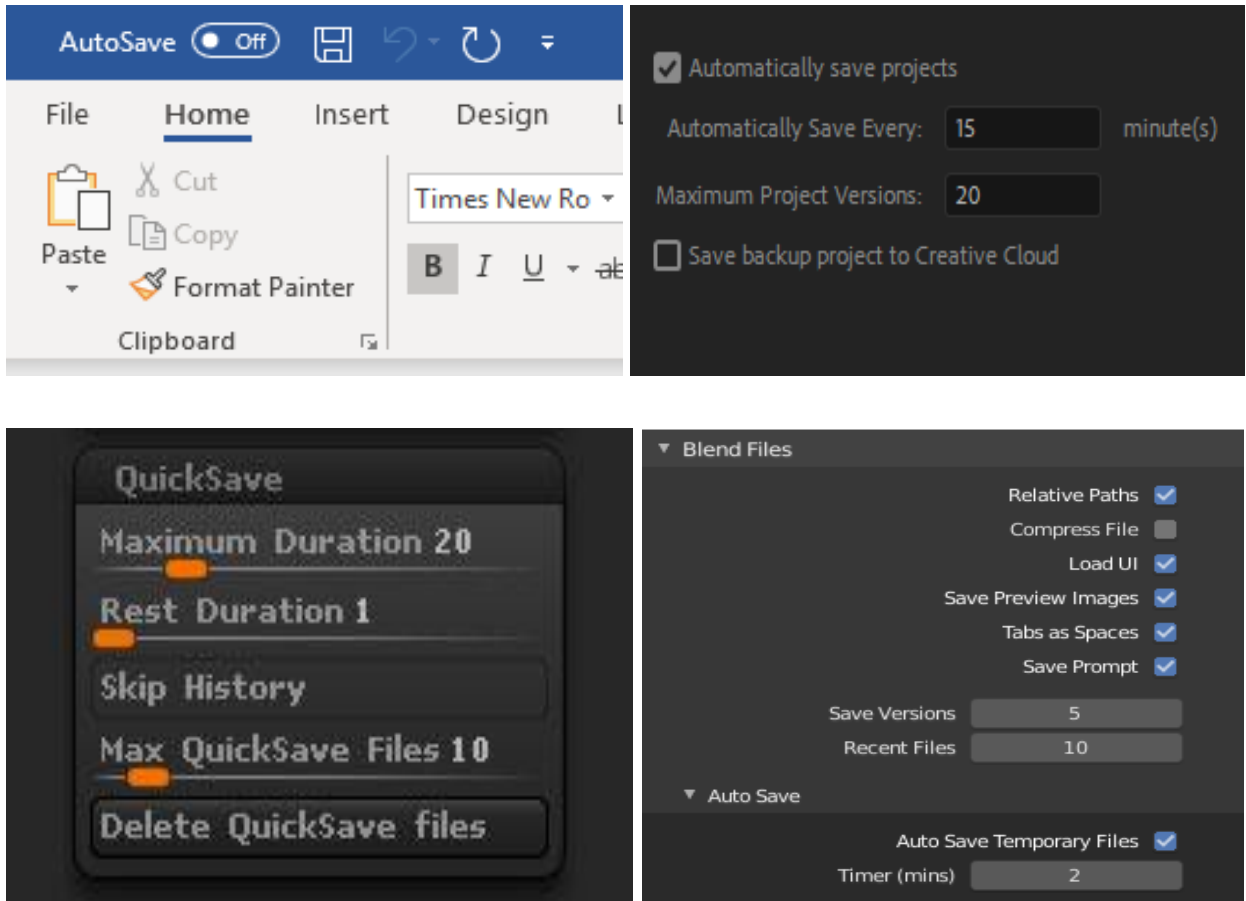 AutoSave Off
File Home Insert Design
Cut
Copy
Paste
Format Painter
Clipboard
Times New Ro
B I U ab
Automatically save projects
Automatically Save Every: 15 minute(s)
Maximum Project Versions: 20
Save backup project to Creative Cloud
QuickSave
Maximum Duration 20
Rest Duration 1
Skip History
Max QuickSave Files 10
Delete QuickSave files
Blend Files
Relative Paths
Compress File
Load UI
Save Preview Images
Tabs as Spaces
Save Prompt
Save Versions 5
Recent Files 10
Auto Save
Auto Save Temporary Files
Timer (mins) 2